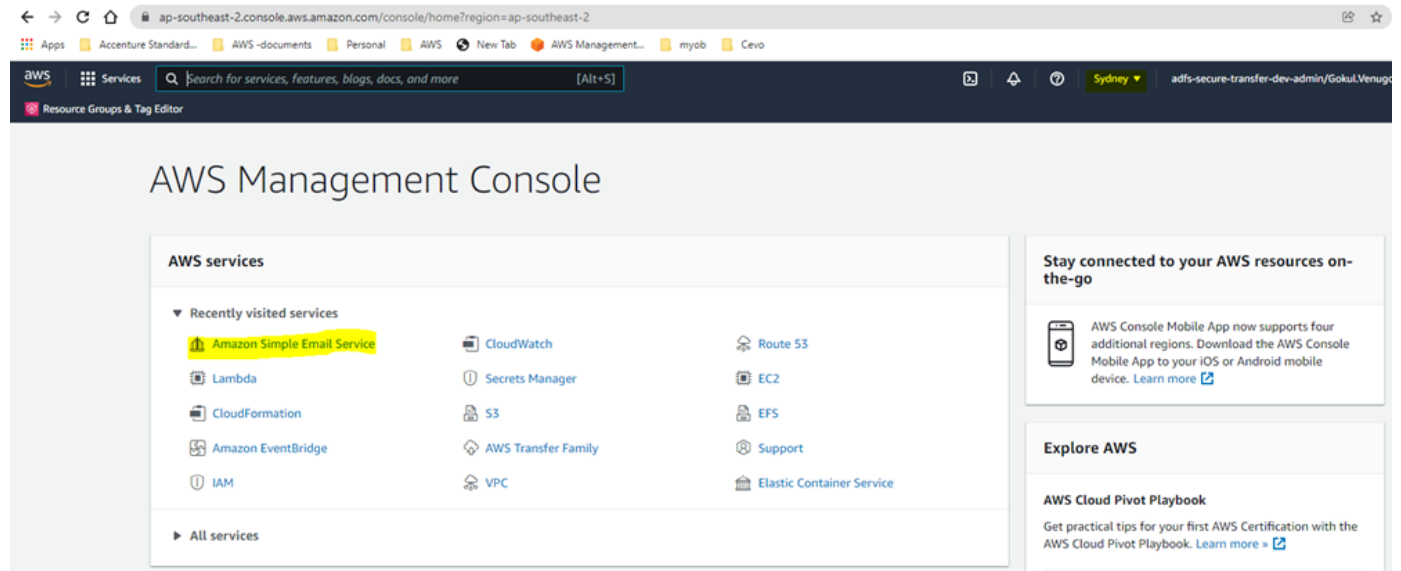 ap-southeast-2.console.aws.amazon.com/console/home?region=ap-southeast-2
Apps Accenture Standard... AWS -documents Personal AWS New Tab AWS Management... myob Cevo
aws Services Search for services, features, blogs, docs, and more [Alt+S] Sydney ▼ adfs-secure-transfer-dev-admin/Gokul.Venugo
Resource Groups & Tag Editor
AWS Management Console
AWS services
▼ Recently visited services
Amazon Simple Email Service CloudWatch Route 53
Lambda Secrets Manager EC2
CloudFormation S3 EFS
Amazon EventBridge AWS Transfer Family Support
IAM VPC Elastic Container Service
▶ All services
Stay connected to your AWS resources on-
the-go
AWS Console Mobile App now supports four
additional regions. Download the AWS Console
Mobile App to your iOS or Android mobile
device. Learn more
Explore AWS
AWS Cloud Pivot Playbook
Get practical tips for your first AWS Certification with the
AWS Cloud Pivot Playbook. Learn more »